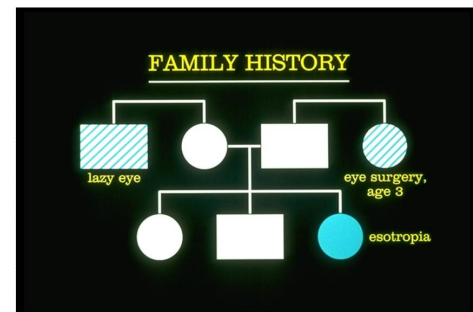 FAMILY HISTORY
lazy eye
eye surgery,
age 3
esotropia